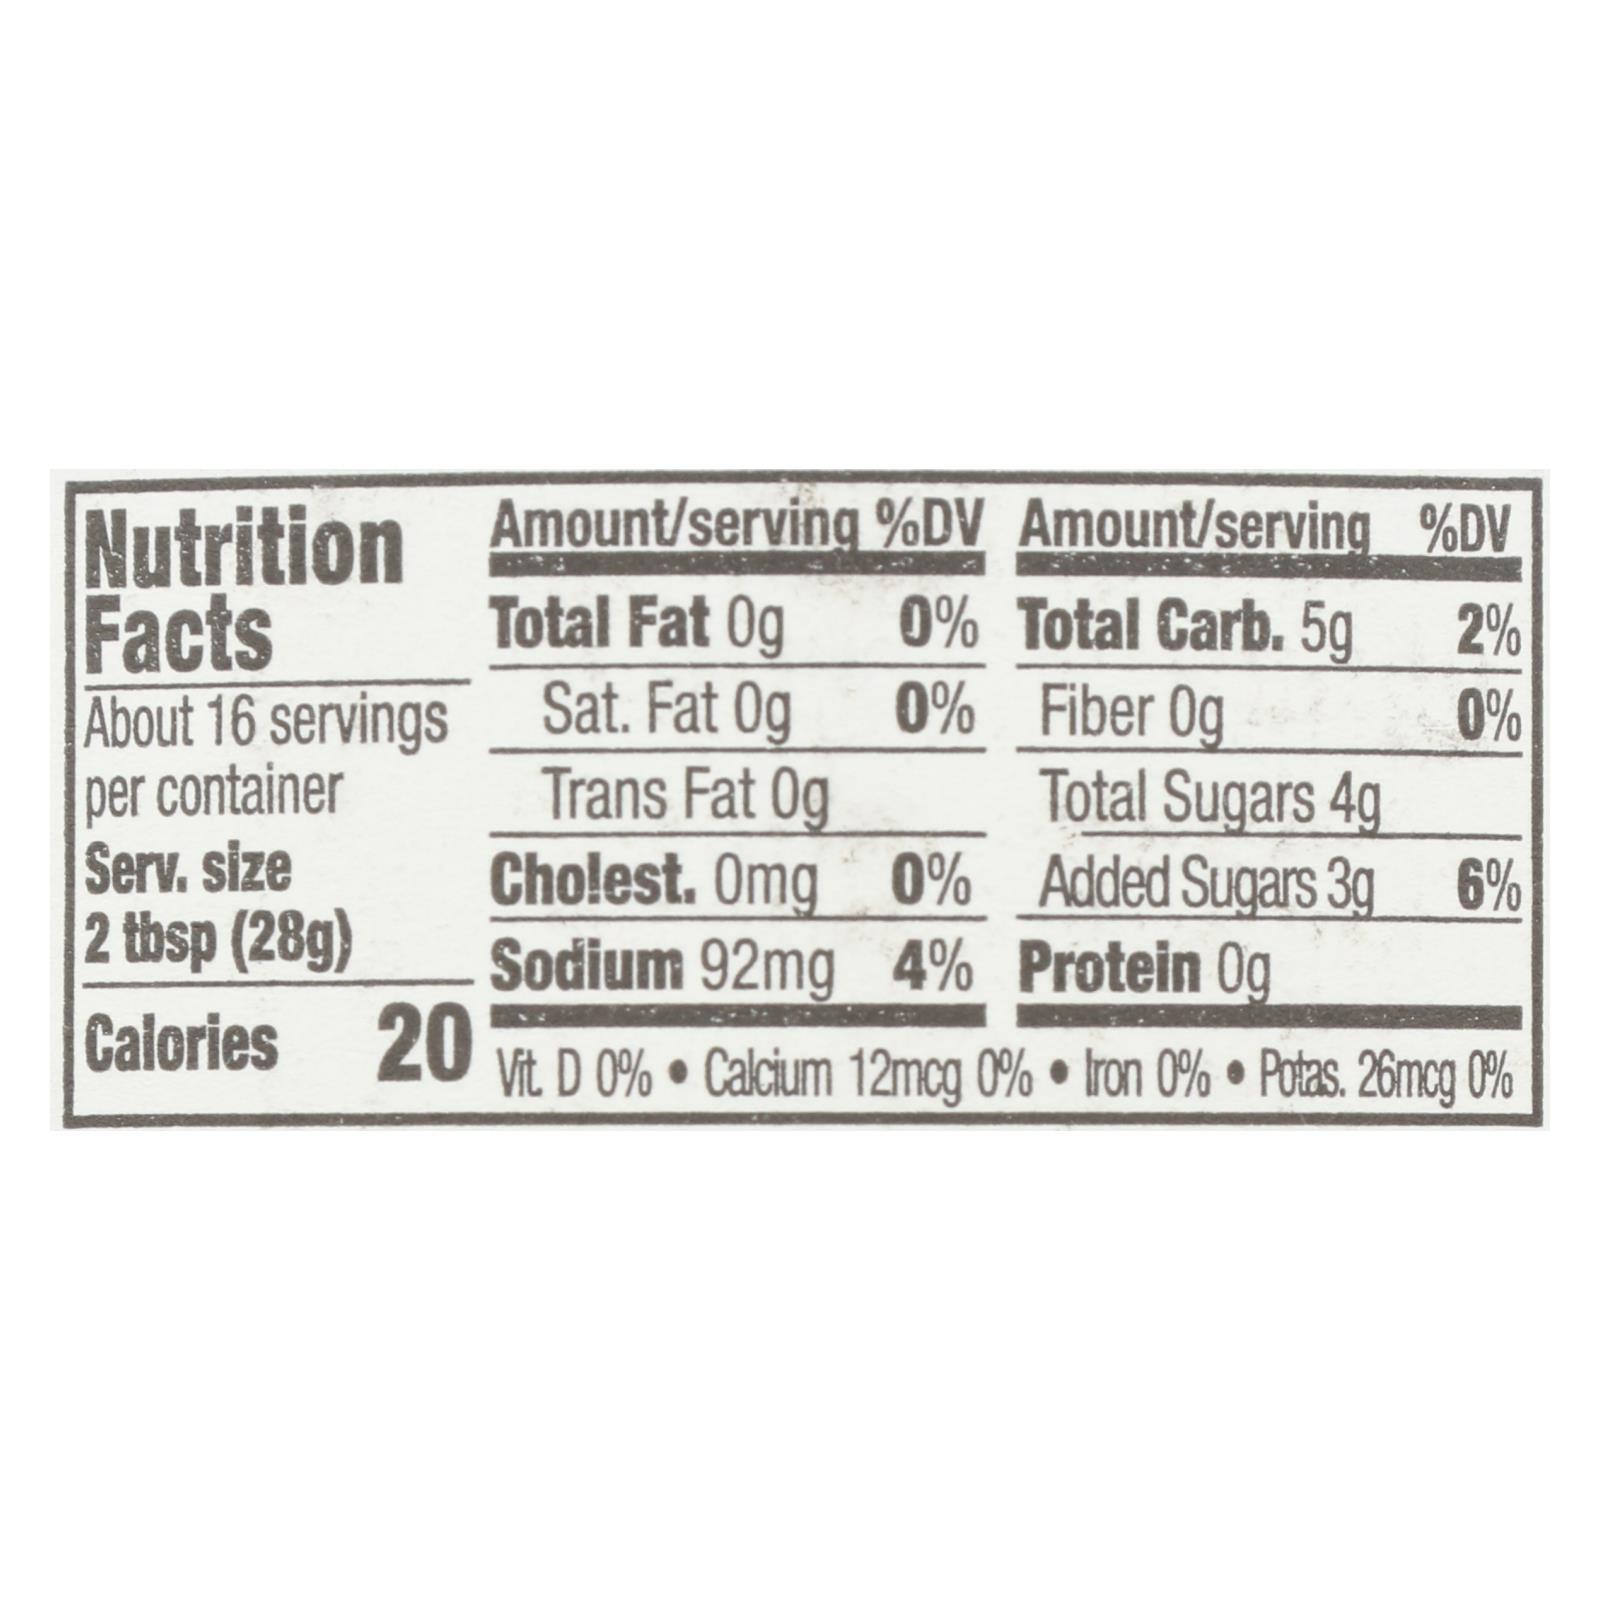 Nutrition
Facts
About 16 servings
per container
Serv. size
2 tbsp (28g)
Calories 20
Amount/serving %DV
Total Fat 0g 0%
Sat. Fat 0g 0%
Trans Fat 0g
Cholest. 0mg 0%
Sodium 92mg 4%
Amount/serving %DV
Total Carb. 5g 2%
Fiber 0g 0%
Total Sugars 4g
Added Sugars 3g 6%
Protein 0g
Vit. D 0% • Calcium 12mcg 0% • Iron 0% • Potas. 26mcg 0%